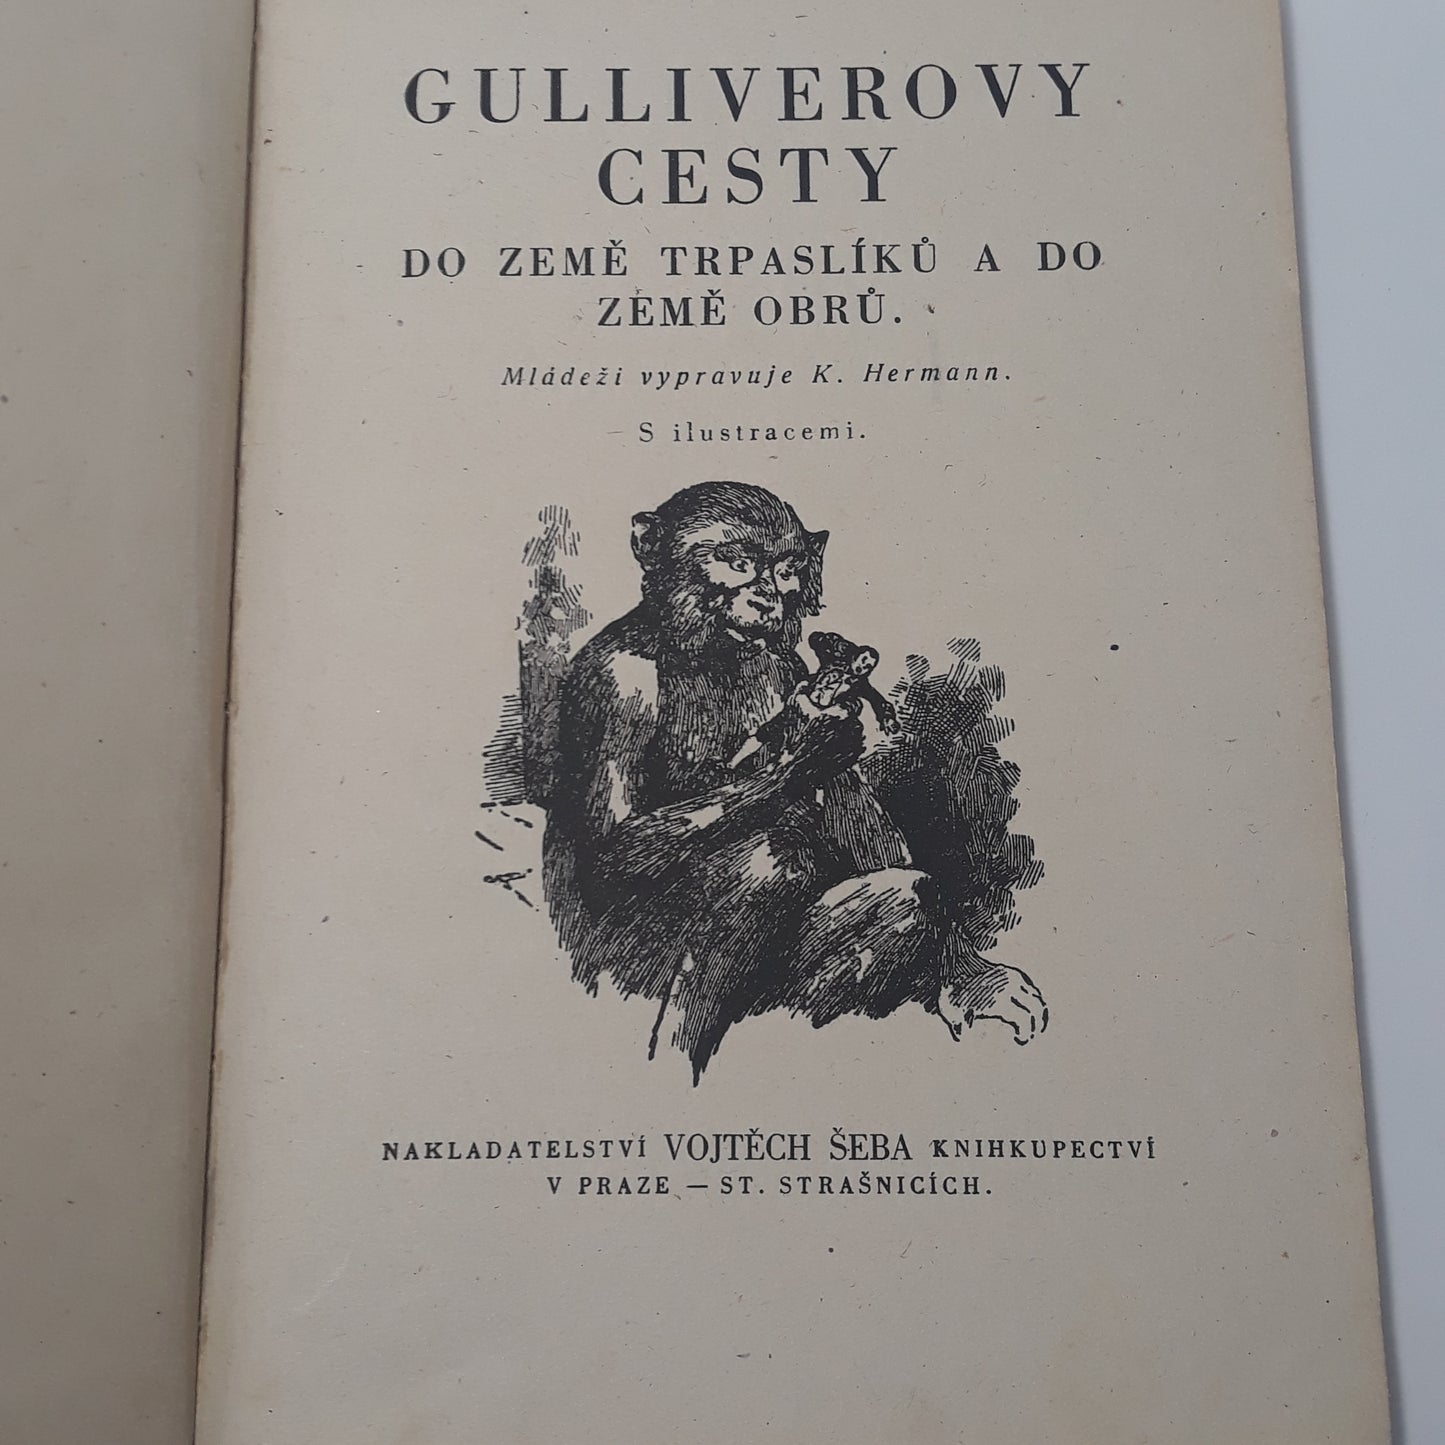 GULLIVEROVY
CESTY
DO ZEMĚ TRPASLÍKŮ A DO
ZEMĚ OBRŮ.
Mládeži vypravuje K. Hermann.
S ilustracemi.
NAKLADATELSTVÍ VOJTĚCH ŠEBA KNIHKUPECTVÍ
V PRAZE — ST. STRAŠNICÍCH.